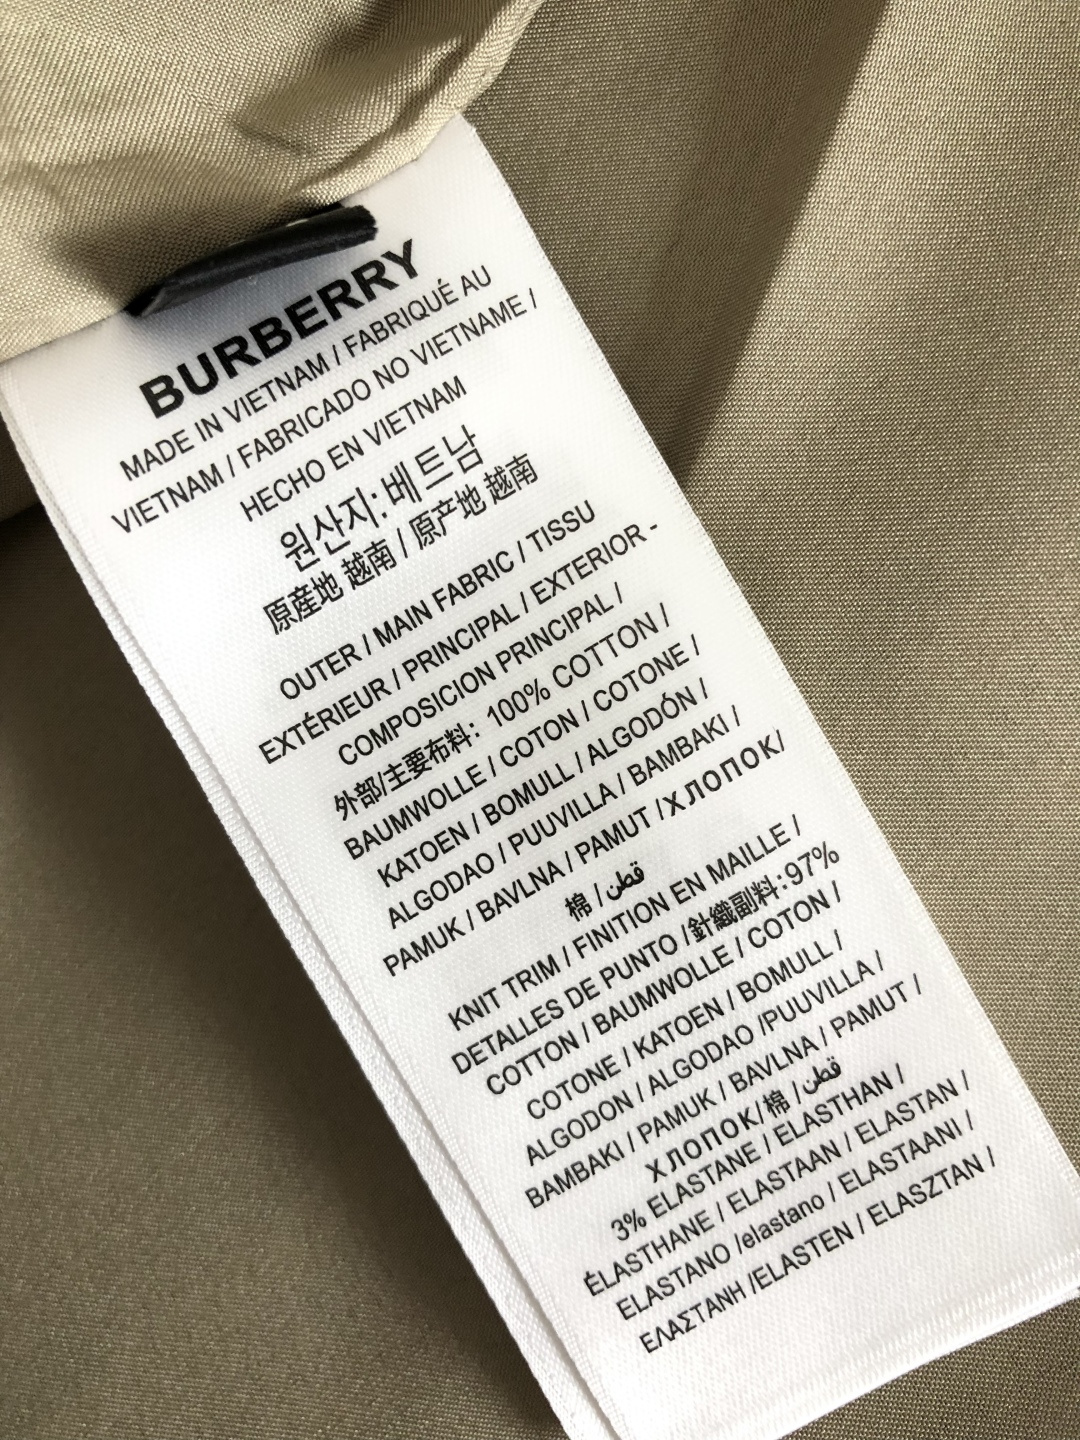 BURBERRY
MADE IN VIETNAM / FABRIQUÉ AU
VIETNAM / FABRICADO NO VIETNAME /
HECHO EN VIETNAM
원산지:베트남
原産地 越南 / 原产地 越南
OUTER / MAIN FABRIC / TISSU
EXTÉRIEUR / PRINCIPAL / EXTERIOR -
COMPOSICION PRINCIPAL /
外部/主要布料: 100% COTTON /
BAUMWOLLE / COTON / COTONE /
KATOEN / BOMULL / ALGODÓN /
ALGODAO / PUUVILLA / BAMBAKI /
PAMUK / BAVLNA / PAMUT /ХЛОПОК/
棉 /قطن
KNIT TRIM / FINITION EN MAILLE /
DETALLES DE PUNTO /針織副料:97%
COTTON / BAUMWOLLE / COTON /
COTONE / KATOEN / BOMULL /
ALGODON / ALGODAO /PUUVILLA /
BAMBAKI / PAMUK / BAVLNA / PAMUT /
ХЛОПОК/棉 /قطن
3% ELASTANE / ELASTHAN /
ÉLASTHANE / ELASTAAN / ELASTAN /
ELASTANO /elastano / ELASTAANI /
ΕΛΑΣΤΑΝΗ /ELASTEN / ELASZTAN /